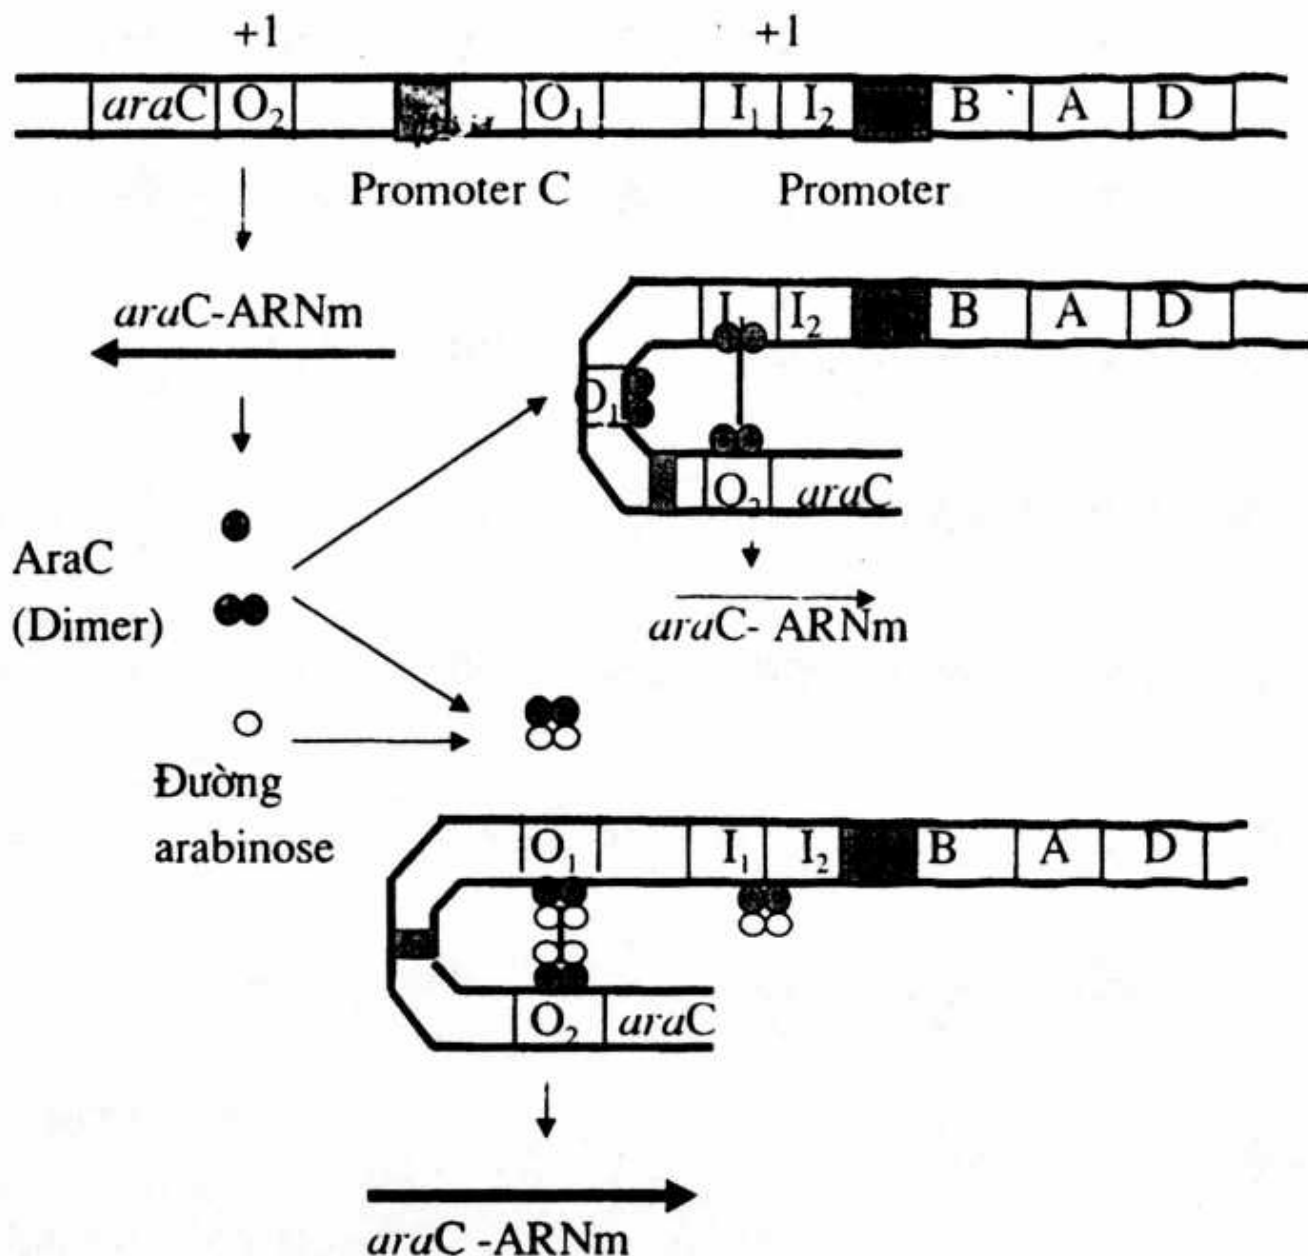 +1 +1
araC O₂ O₁ I₁ I₂ B A D
Promoter C Promoter
araC-ARNm
I₁ I₂ B A D
O₁
O₂ araC
araC- ARNm
AraC
(Dimer)
Đường
arabinose
O₁ I₁ I₂ B A D
O₂ araC
araC -ARNm